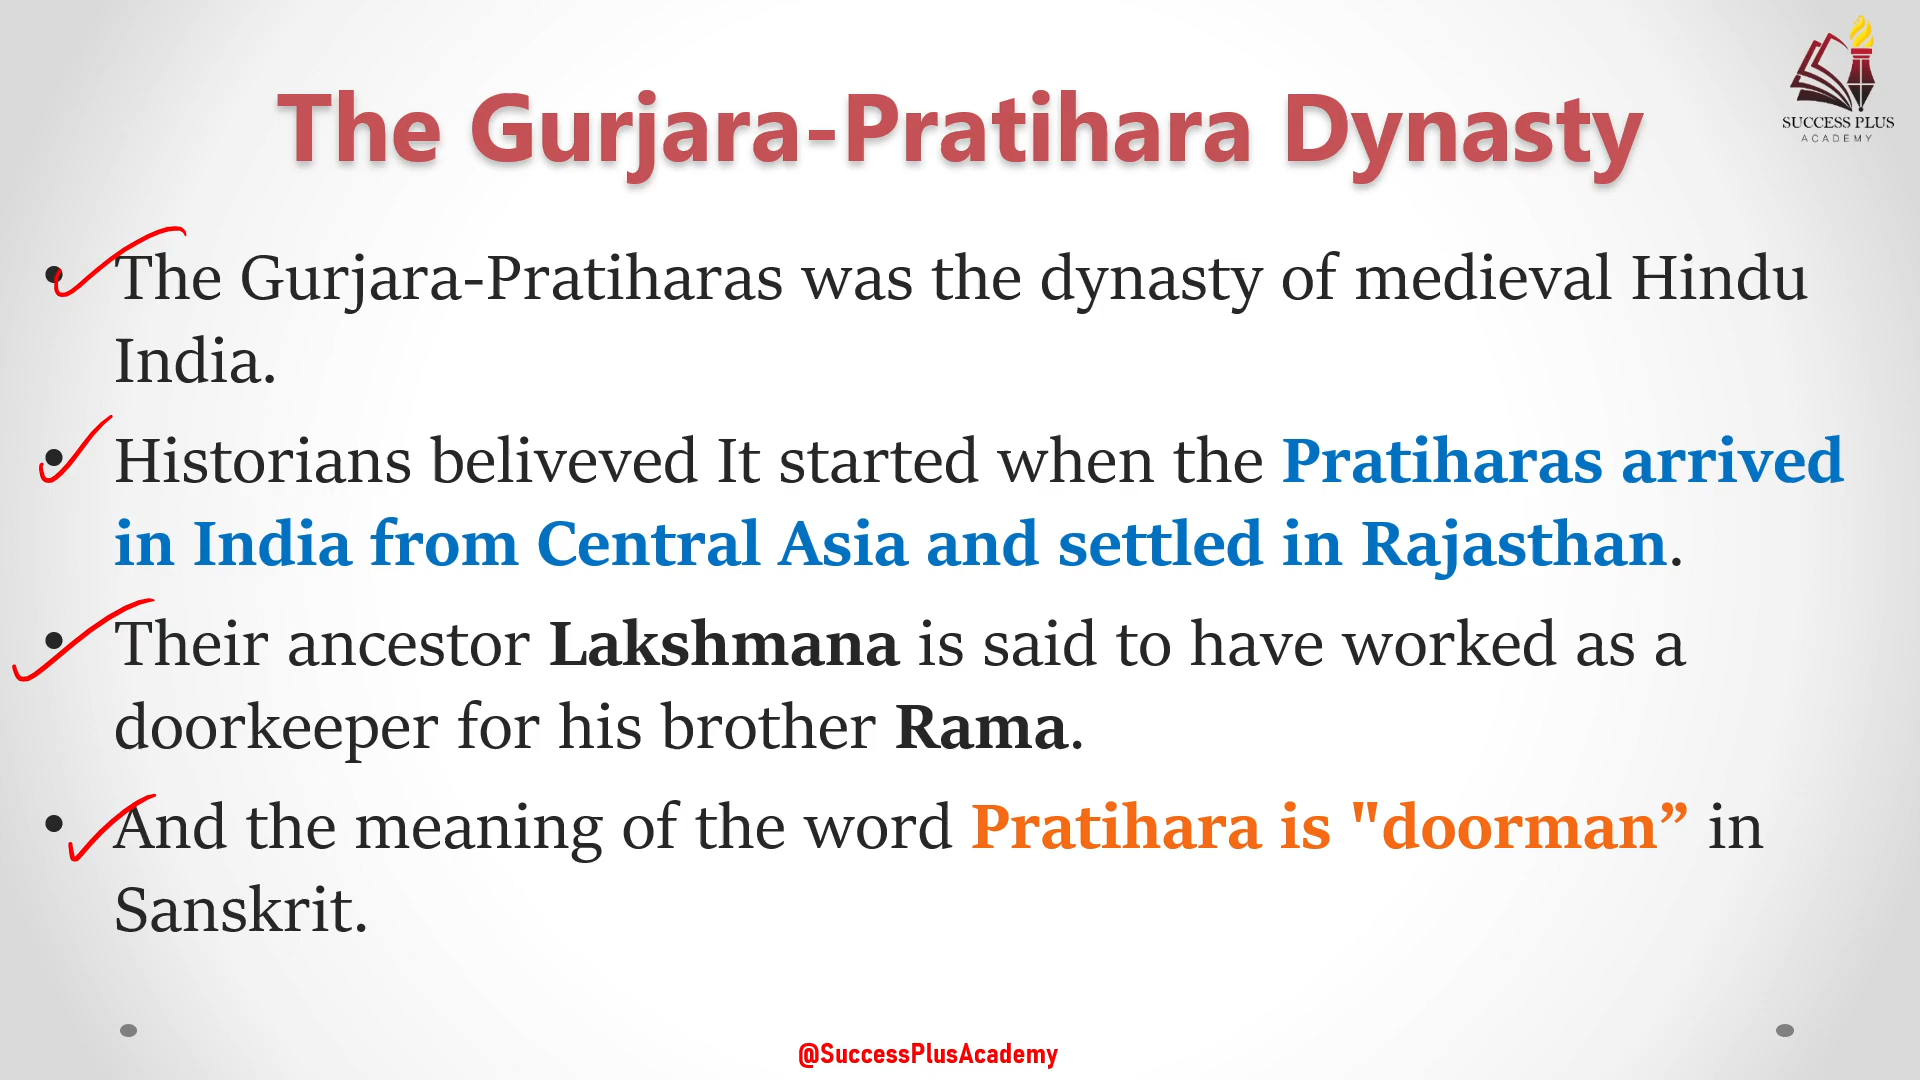 SUCCESS PLUS
ACADEMY
The Gurjara-Pratihara Dynasty
• The Gurjara-Pratiharas was the dynasty of medieval Hindu
India.
• Historians beliveved It started when the Pratiharas arrived
in India from Central Asia and settled in Rajasthan.
• Their ancestor Lakshmana is said to have worked as a
doorkeeper for his brother Rama.
• And the meaning of the word Pratihara is "doorman” in
Sanskrit.
@SuccessPlusAcademy